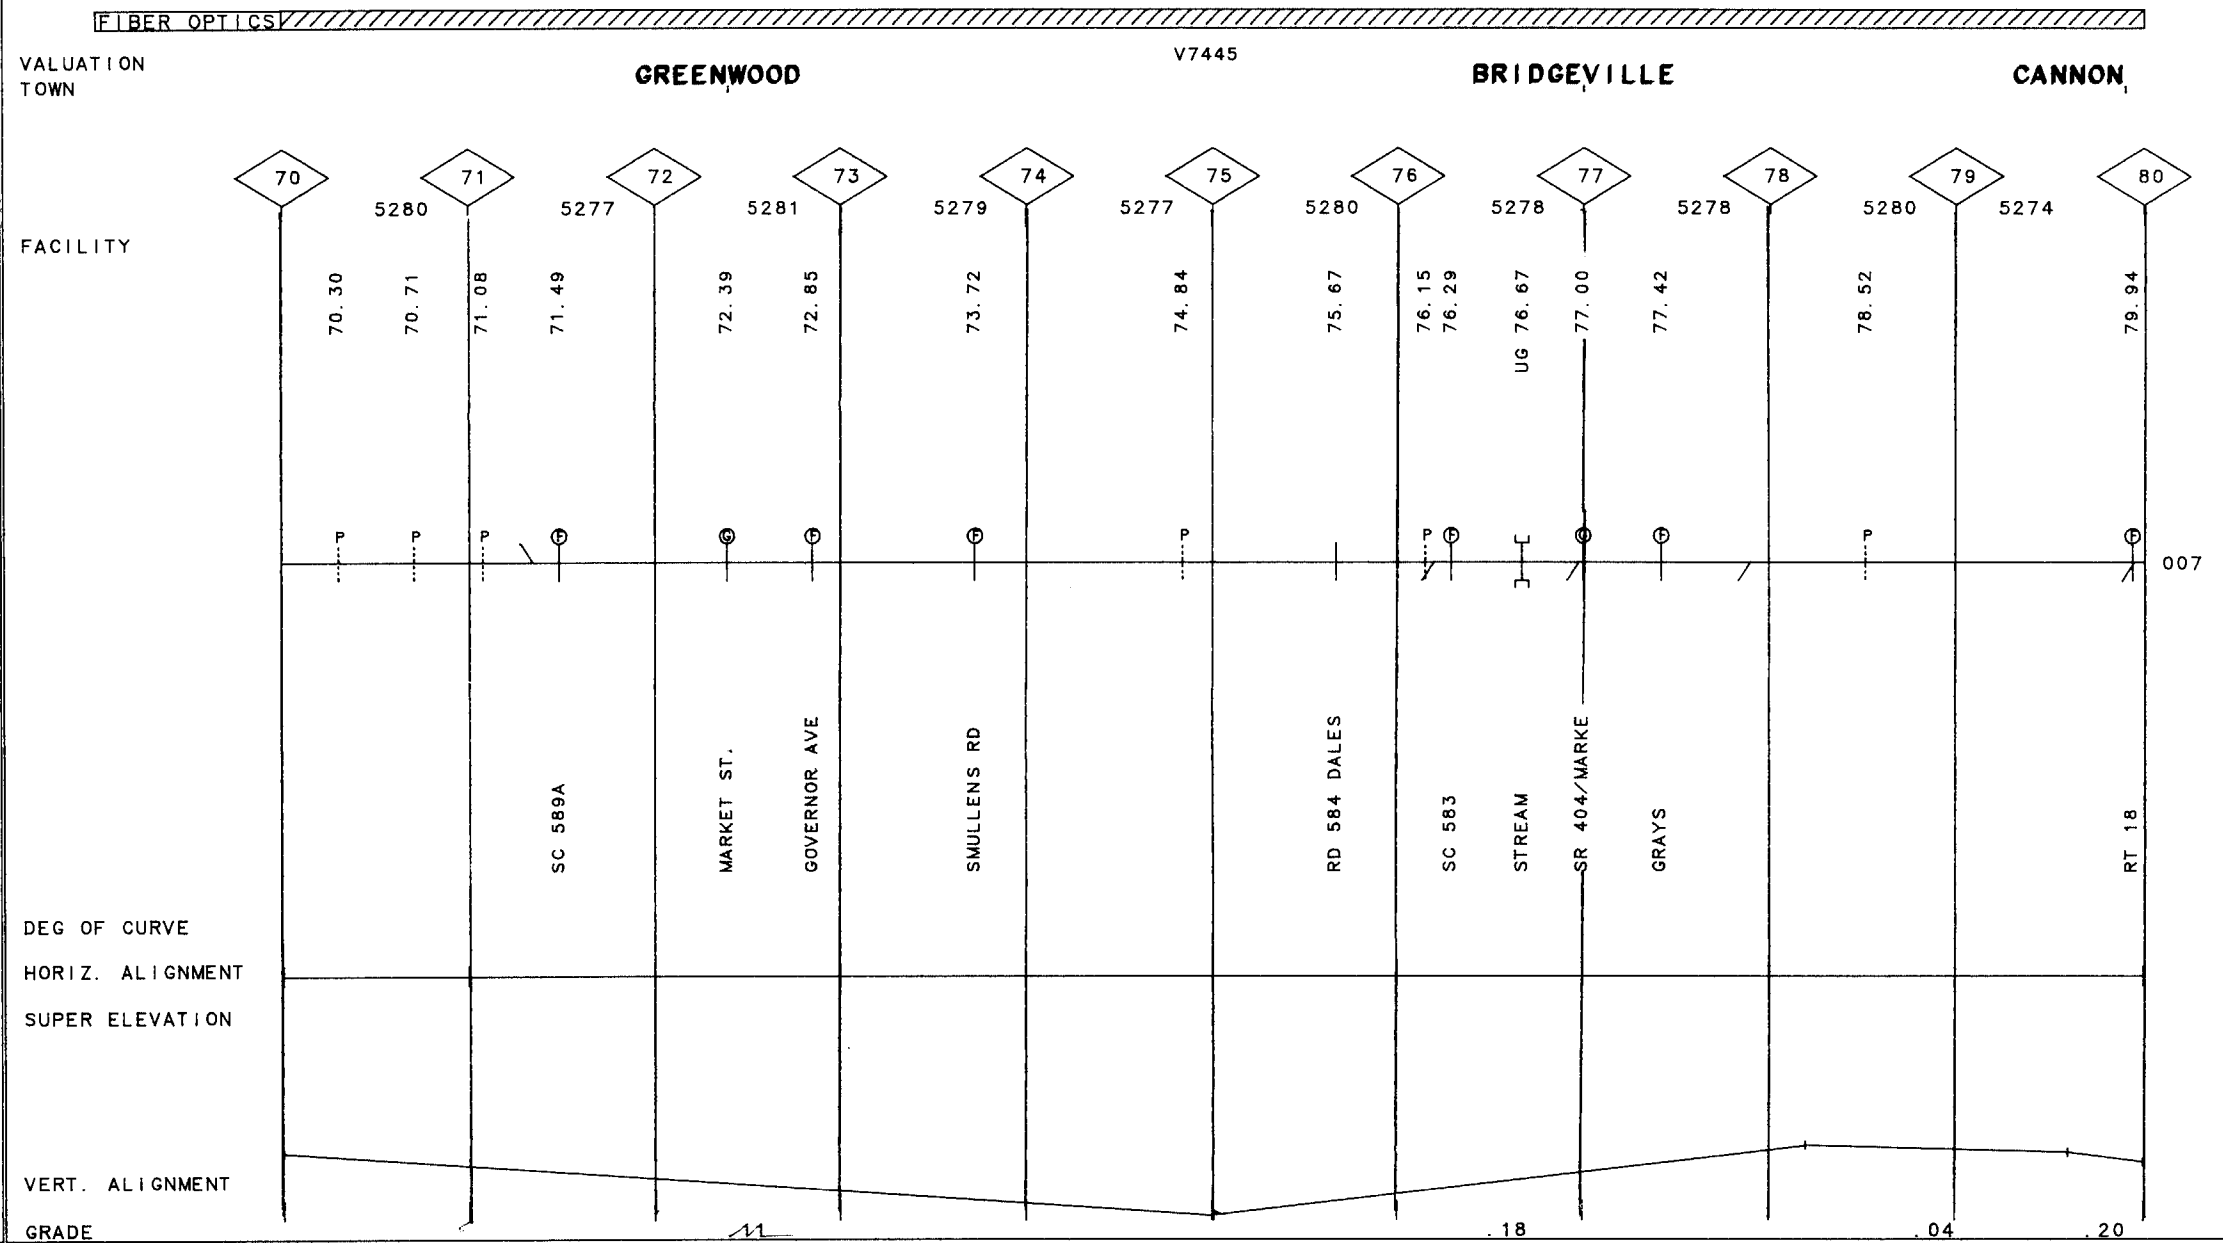 FIBER OPTICS
V7445
VALUATION
TOWN
GREENWOOD
BRIDGEVILLE
CANNON
70 71 72 73 74 75 76 77 78 79 80
5280 5277 5281 5279 5277 5280 5278 5278 5280 5274
FACILITY
70.30
70.71
71.08
71.49
72.39
72.85
73.72
74.84
75.67
76.15
76.29
UG 76.67
77.00
77.42
78.52
79.94
P P P F G F F P P F G F P F
007
SC 589A
MARKET ST.
GOVERNOR AVE
SMULLENS RD
RD 584 DALES
SC 583
STREAM
SR 404/MARKE
GRAYS
RT 18
DEG OF CURVE
HORIZ. ALIGNMENT
SUPER ELEVATION
VERT. ALIGNMENT
GRADE
.18 .04 .20